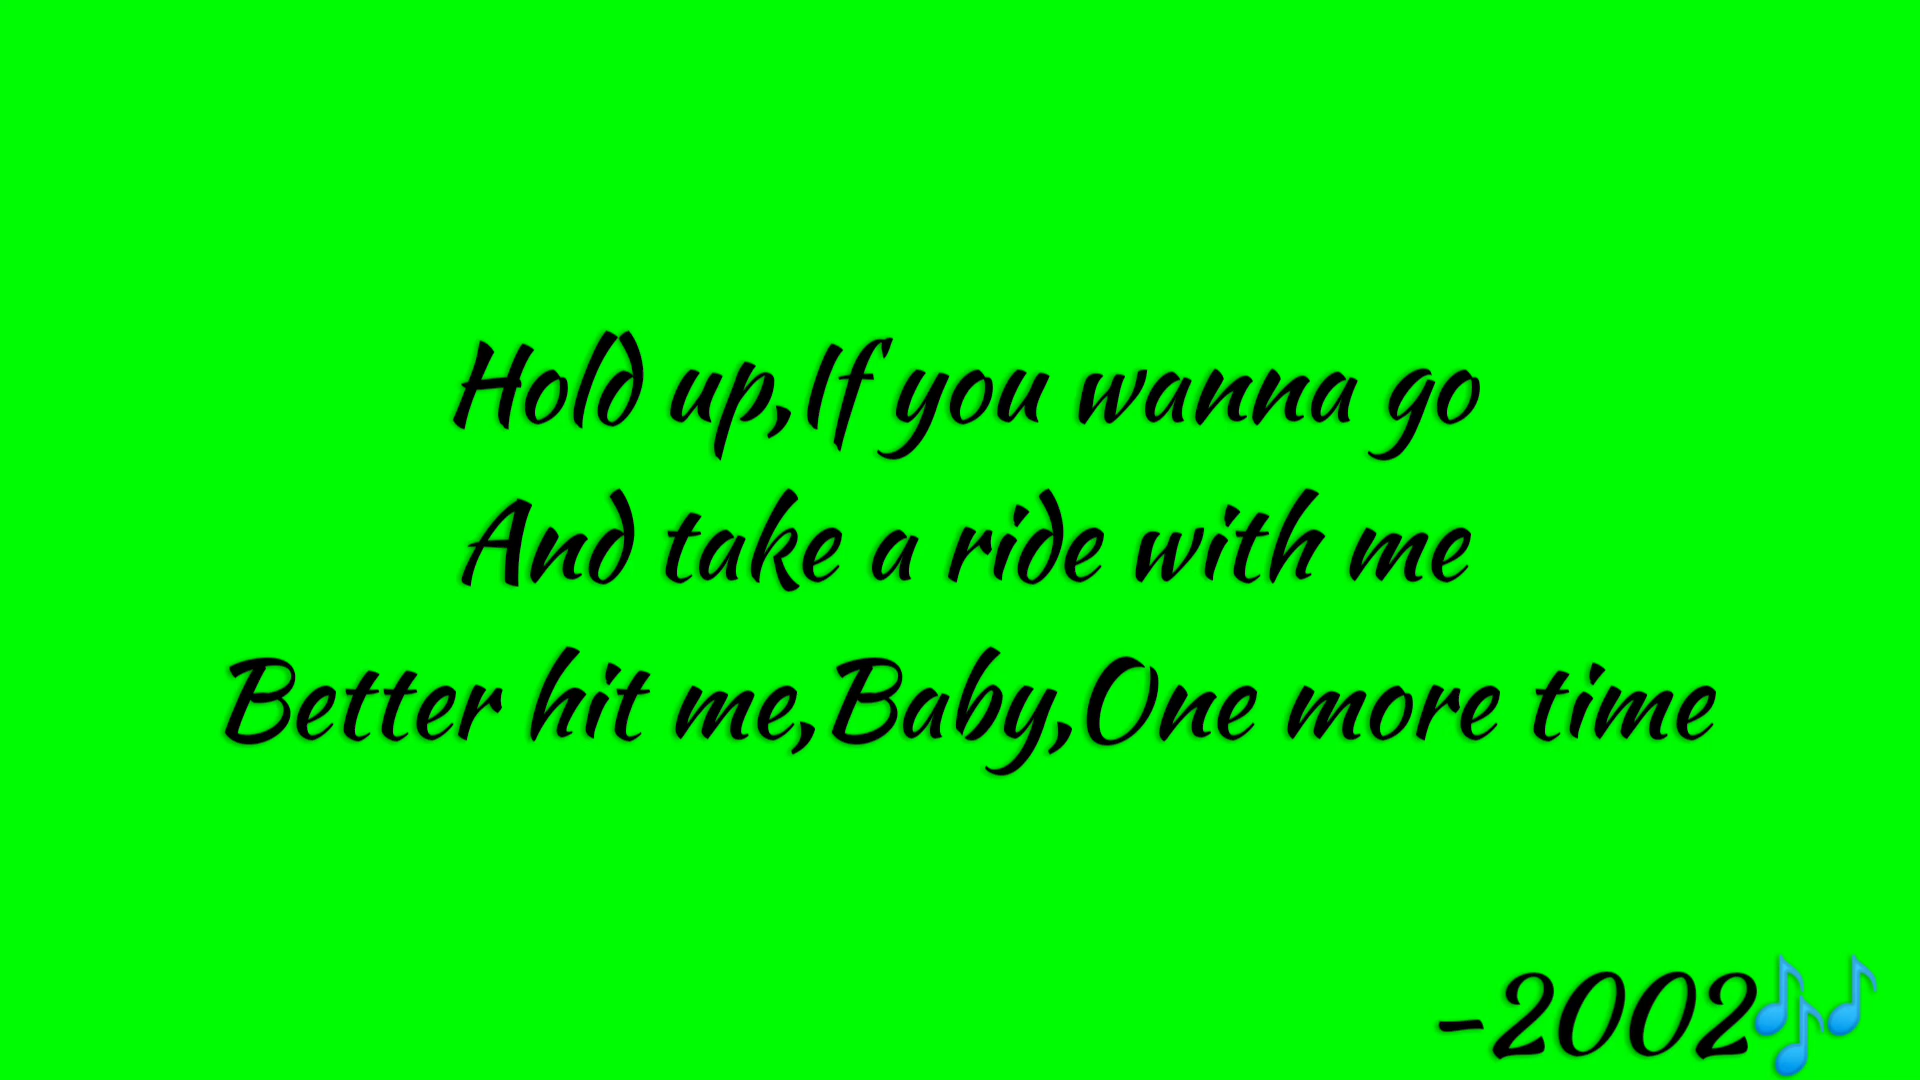 Hold up,If you wanna go
And take a ride with me
Better hit me,Baby,One more time
-2002🎶